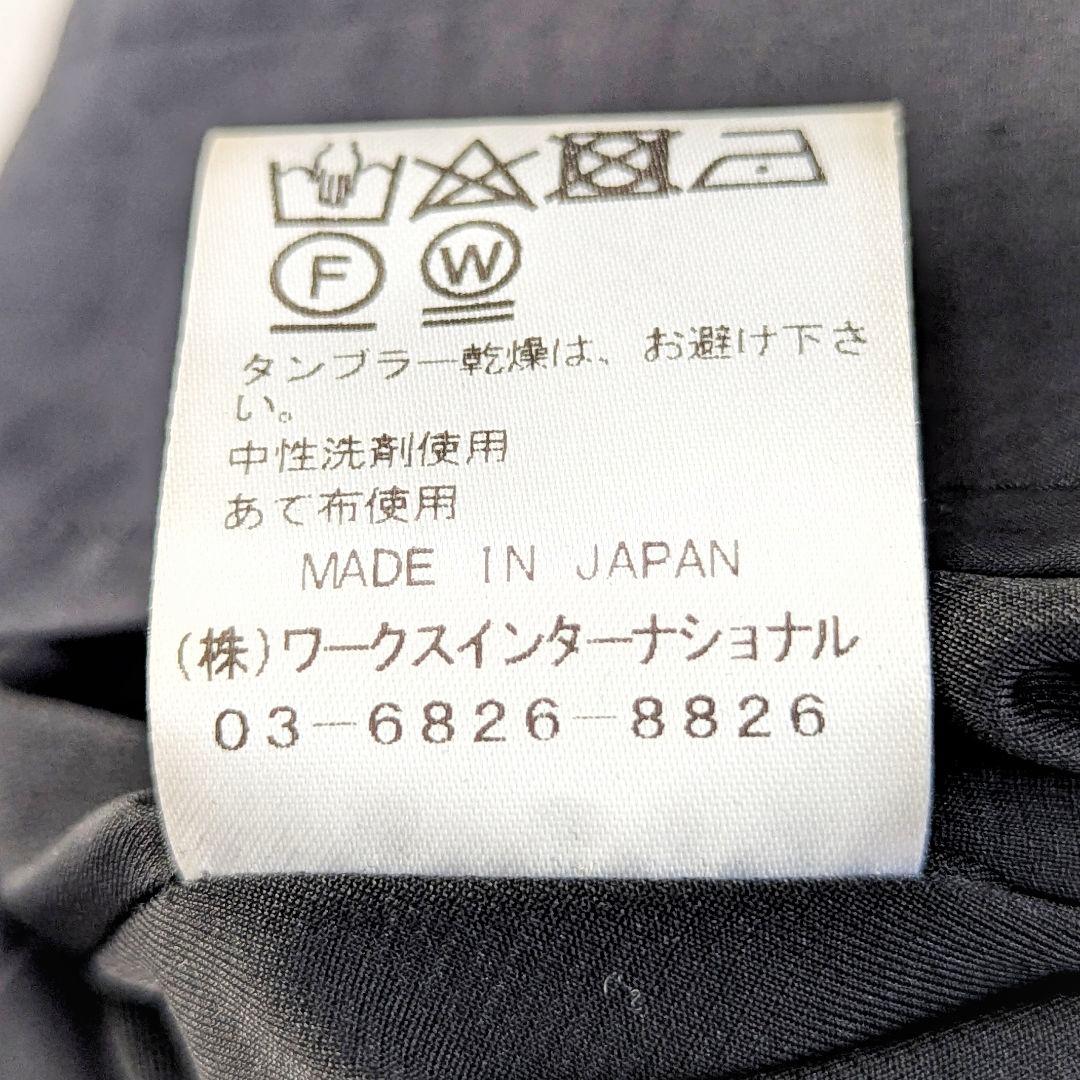 F W
タンブラー乾燥は、お避け下さ
い。
中性洗剤使用
あて布使用
MADE IN JAPAN
(株)ワークスインターナショナル
03-6826-8826